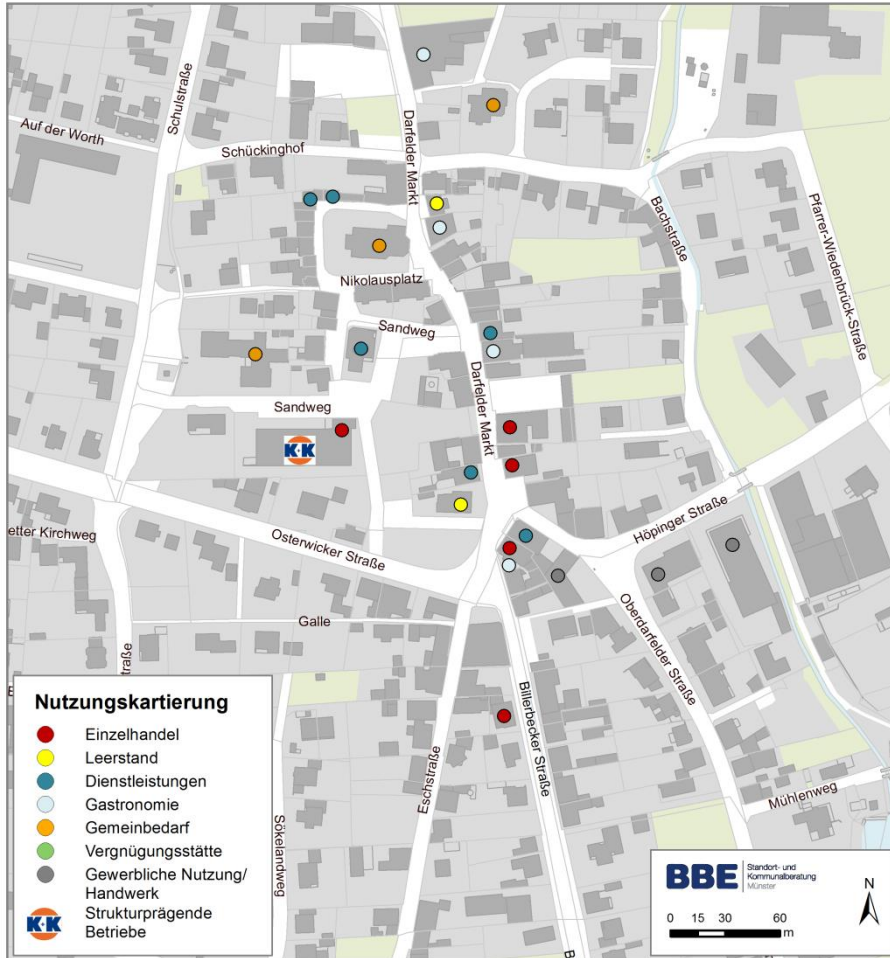 Auf der Worth
Schulstraße
Schückinghof
Darfelder Markt
Bachstraße
Pfarrer-Wiedenbrück-Straße
Nikolausplatz
Sandweg
Darfelder Markt
Sandweg
K+K
etter Kirchweg
Osterwicker Straße
Höpinger Straße
Galle
Oberdarfelder Straße
traße
Billerbecker Straße
Eschstraße
Sökelandweg
Mühlenweg
Nutzungskartierung
Einzelhandel
Leerstand
Dienstleistungen
Gastronomie
Gemeinbedarf
Vergnügungsstätte
Gewerbliche Nutzung/
Handwerk
K+K Strukturprägende
Betriebe
BBE Standort- und
Kommunalberatung
Münster
N
0 15 30 60
m
B